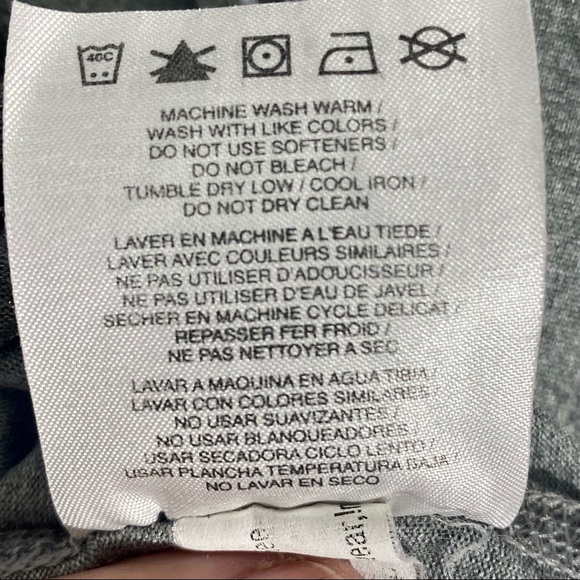 40C
MACHINE WASH WARM /
WASH WITH LIKE COLORS /
DO NOT USE SOFTENERS /
DO NOT BLEACH /
TUMBLE DRY LOW / COOL IRON /
DO NOT DRY CLEAN
LAVER EN MACHINE A L'EAU TIEDE /
LAVER AVEC COULEURS SIMILAIRES /
NE PAS UTILISER D'ADOUCISSEUR /
NE PAS UTILISER D'EAU DE JAVEL /
SECHER EN MACHINE CYCLE DELICAT /
REPASSER FER FROID /
NE PAS NETTOYER A SEC
LAVAR A MAQUINA EN AGUA TIBIA /
LAVAR CON COLORES SIMILARES /
NO USAR SUAVIZANTES /
NO USAR BLANQUEADORES /
USAR SECADORA CICLO LENTO /
USAR PLANCHA TEMPERATURA BAJA /
NO LAVAR EN SECO